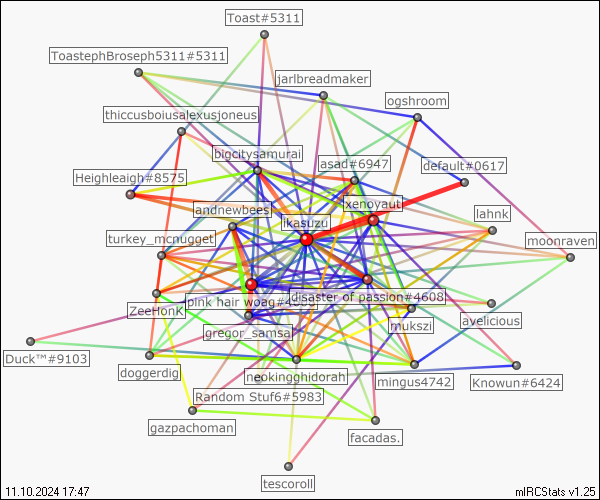 Toast#5311
ToastephBroseph5311#5311
jarlbreadmaker
ogshroom
thiccusboiusalexusjoneus
bigcitysamurai
asad#6947
default#0617
Heighleaigh#8575
xenoyaut
andnewbees
ikasuzu
lahnk
turkey_mcnugget
moonraven
pink hair woag#4
disaster of passion#4608
ZeeHonK
mukszi
avelicious
gregor_samsa
Duck™#9103
doggerdig
neokingghidorah
mingus4742
Knowun#6424
Random Stuf6#5983
gazpachoman
facadas.
tescoroll
11.10.2024 17:47
mIRCStats v1.25